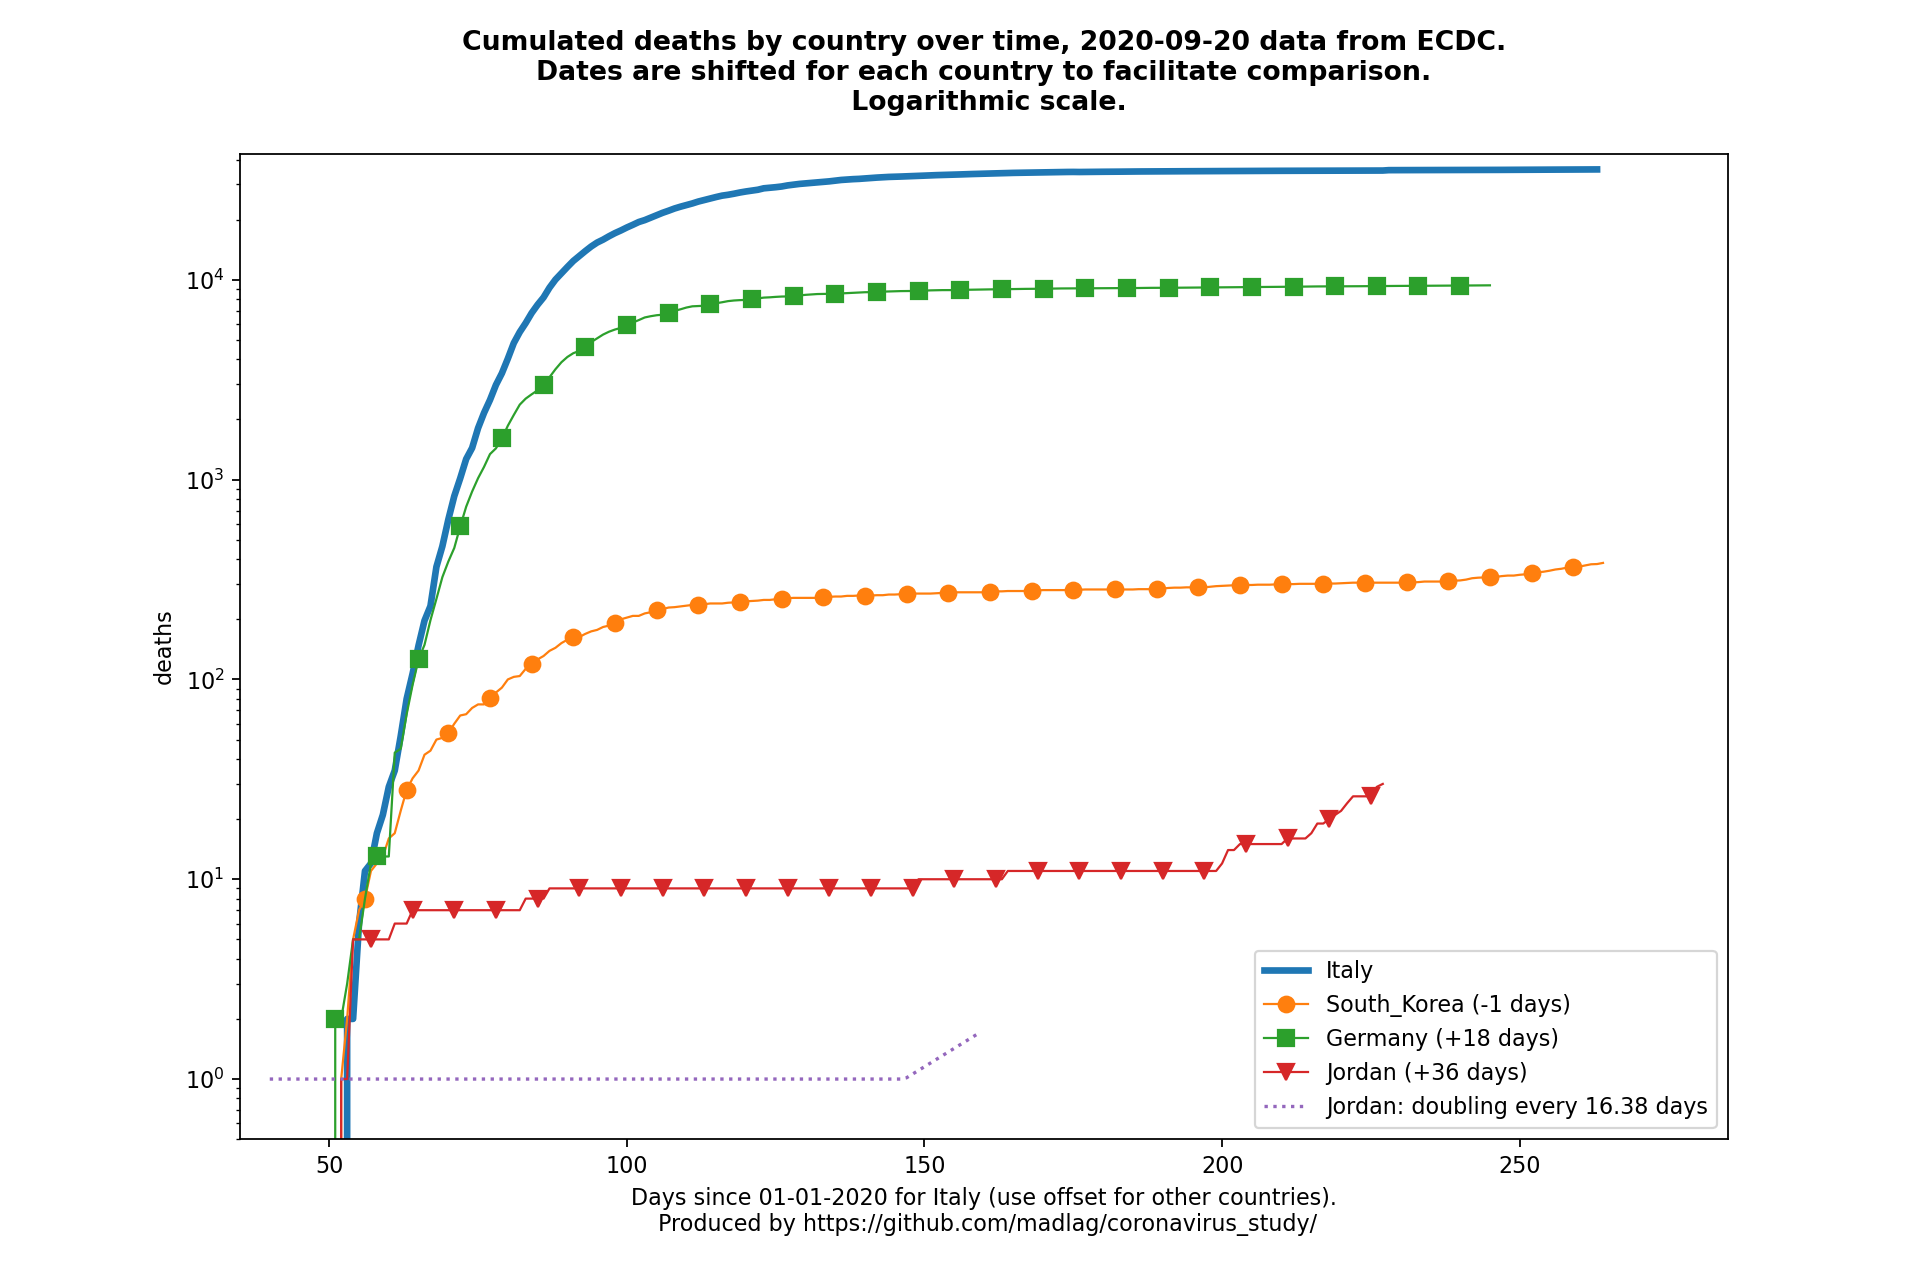 Cumulated deaths by country over time, 2020-09-20 data from ECDC.
Dates are shifted for each country to facilitate comparison.
Logarithmic scale.
deaths
10^4
10^3
10^2
10^1
10^0
50 100 150 200 250
Italy
South_Korea (-1 days)
Germany (+18 days)
Jordan (+36 days)
Jordan: doubling every 16.38 days
Days since 01-01-2020 for Italy (use offset for other countries).
Produced by https://github.com/madlag/coronavirus_study/